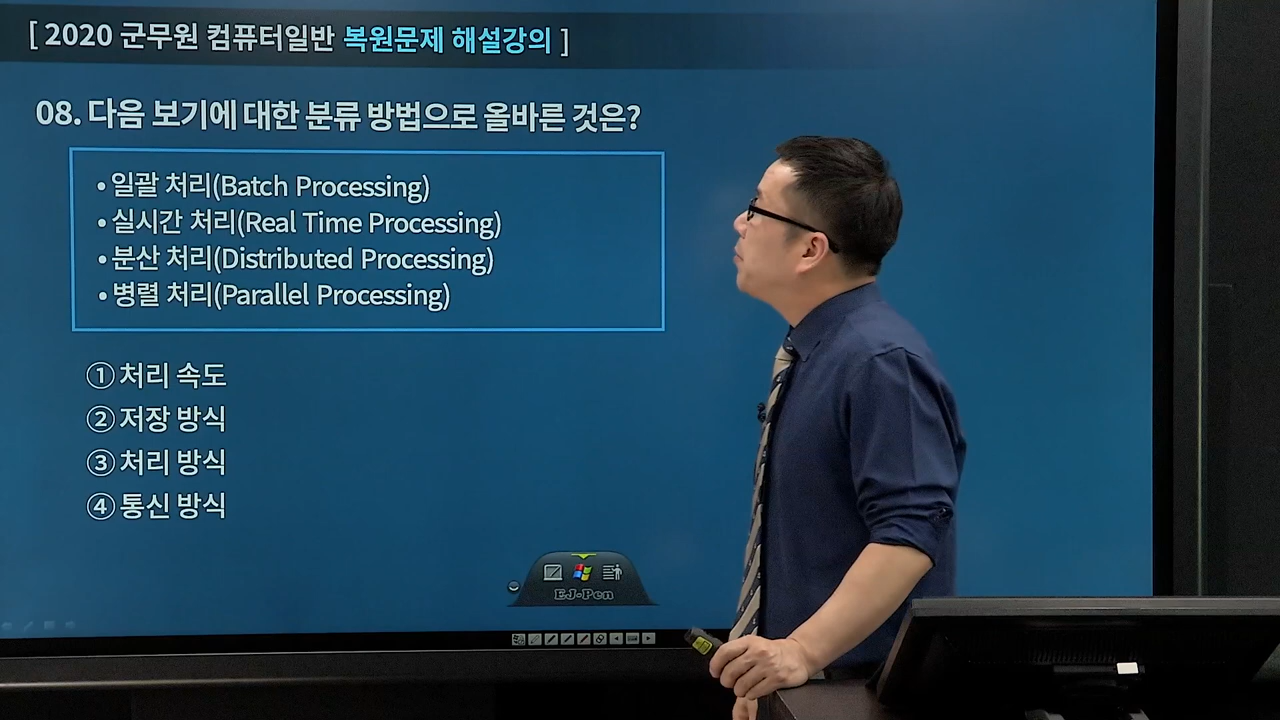 [ 2020 군무원 컴퓨터일반 복원문제 해설강의 ]
08. 다음 보기에 대한 분류 방법으로 올바른 것은?
• 일괄 처리(Batch Processing)
• 실시간 처리(Real Time Processing)
• 분산 처리(Distributed Processing)
• 병렬 처리(Parallel Processing)
① 처리 속도
② 저장 방식
③ 처리 방식
④ 통신 방식
EJ-Pen